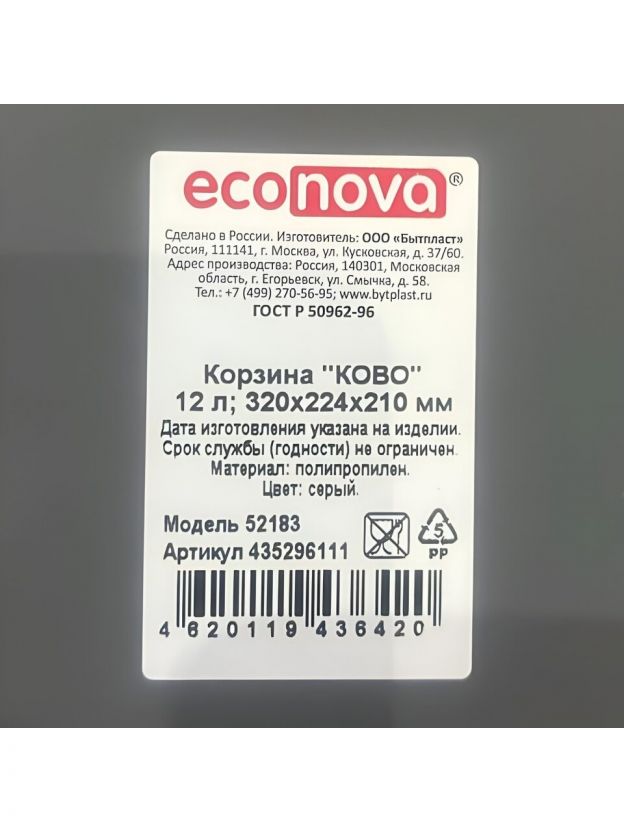 econova®
Сделано в России. Изготовитель: ООО «Бытпласт»
Россия, 111141, г. Москва, ул. Кусковская, д. 37/60.
Адрес производства: Россия, 140301, Московская
область, г. Егорьевск, ул. Смычка, д. 58.
Тел.: +7 (499) 270-56-95; www.bytplast.ru
ГОСТ Р 50962-96
Корзина "КОВО"
12 л; 320х224х210 мм
Дата изготовления указана на изделии.
Срок службы (годности) не ограничен.
Материал: полипропилен.
Цвет: серый.
Модель 52183
Артикул 435296111
5
PP
4 620119 436420